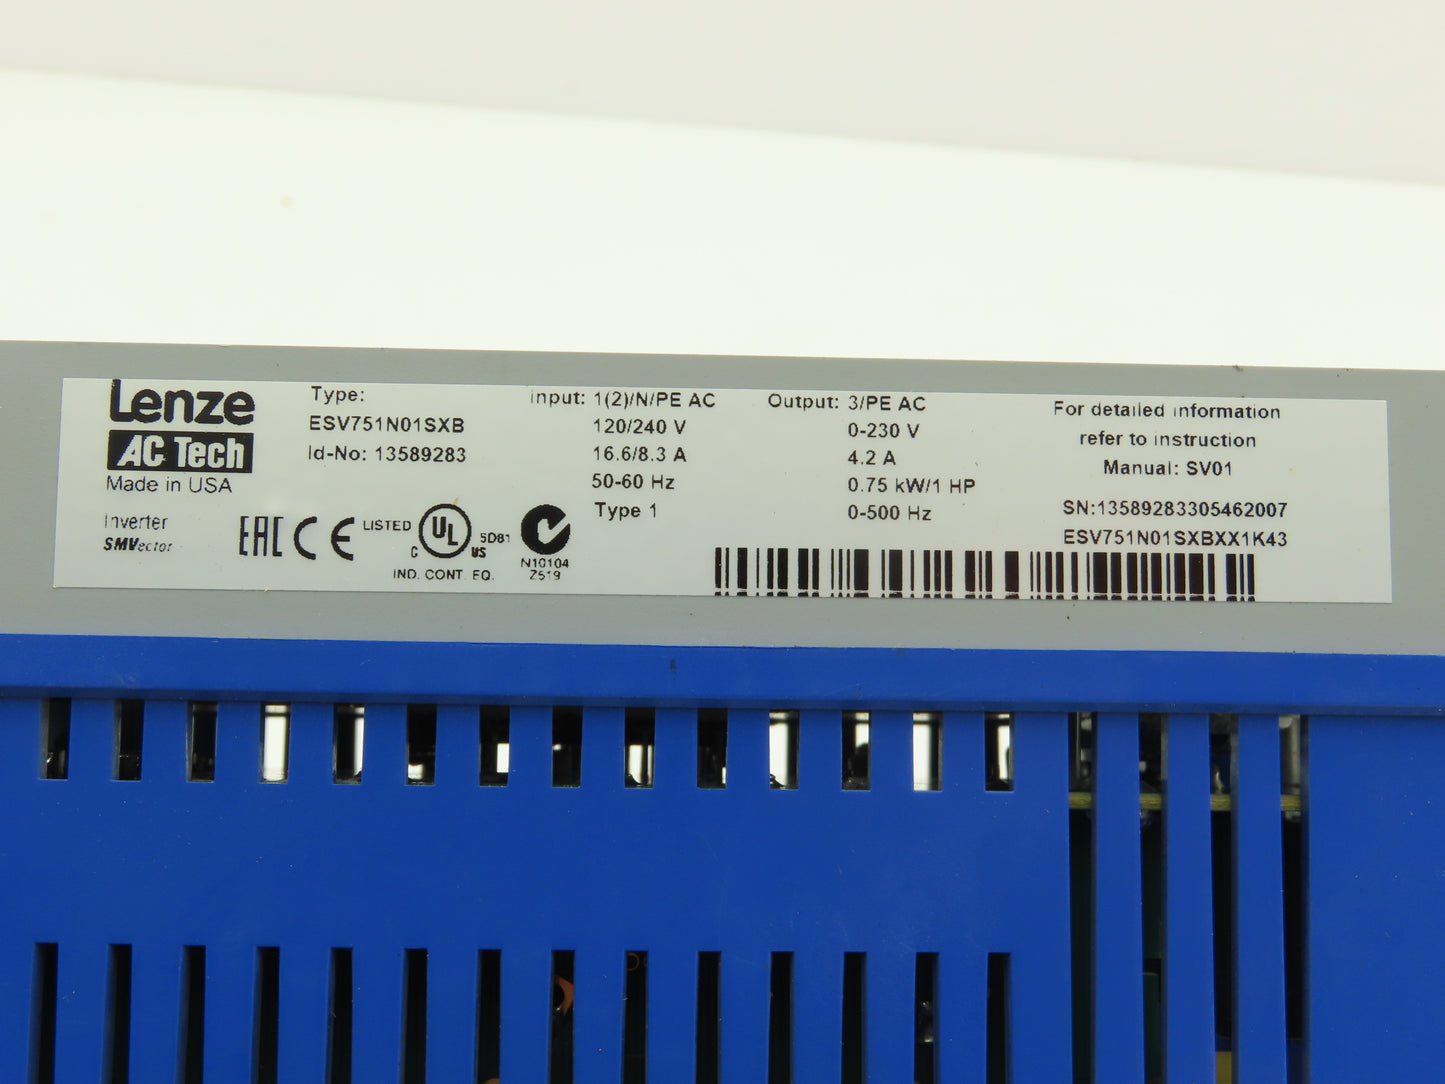 Lenze
AC Tech
Made in USA
Inverter
SMVector
Type:
ESV751N01SXB
Id-No: 13589283
EAC CE LISTED
C UL US
5D81
IND. CONT. EQ.
N10104
Z519
Input: 1(2)/N/PE AC
120/240 V
16.6/8.3 A
50-60 Hz
Type 1
Output: 3/PE AC
0-230 V
4.2 A
0.75 kW/1 HP
0-500 Hz
For detailed information
refer to instruction
Manual: SV01
SN:13589283305462007
ESV751N01SXBXX1K43